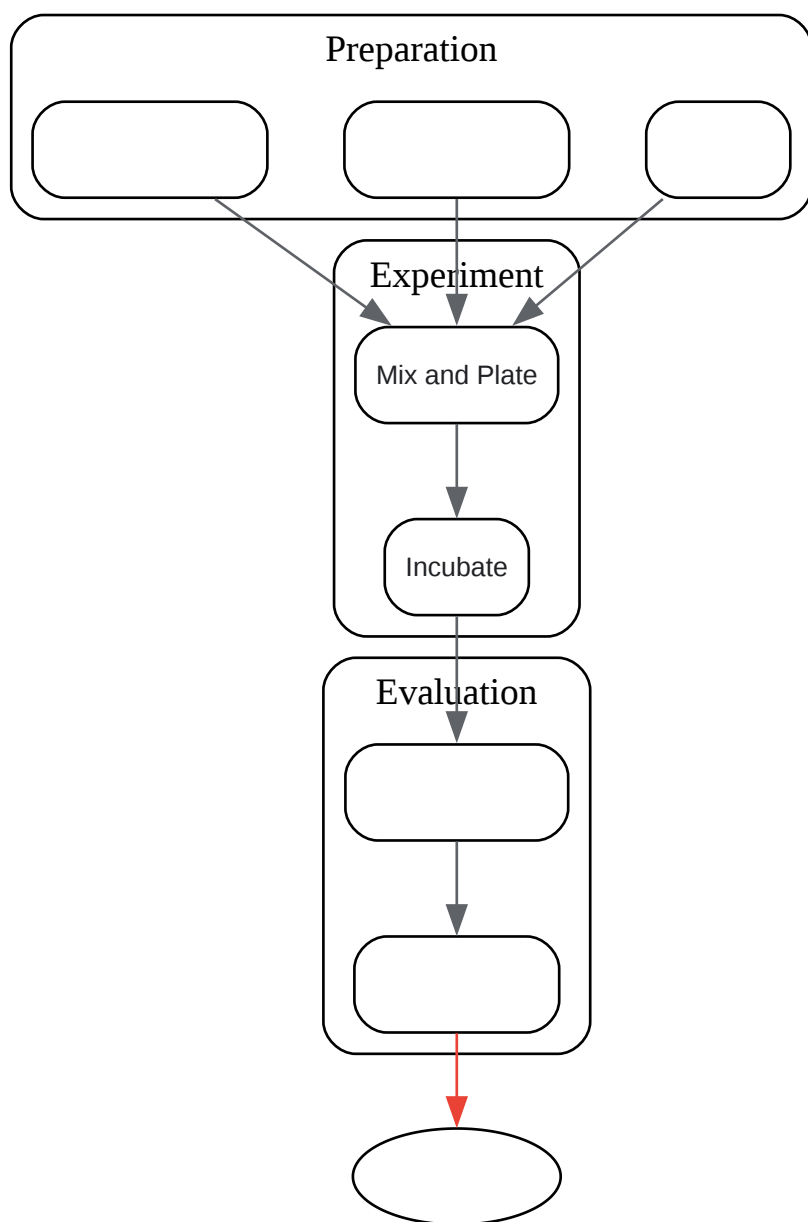 Preparation
Experiment
Mix and Plate
Incubate
Evaluation